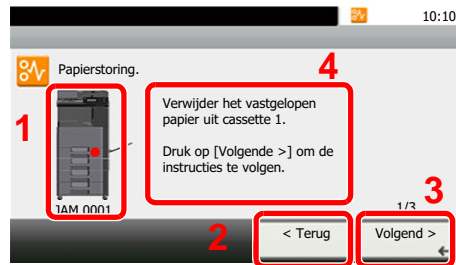 10:10
Papierstoring.
4
1
Verwijder het vastgelopen
papier uit cassette 1.
Druk op [Volgende >] om de
instructies te volgen.
JAM 0001
1/3
3
2
< Terug
Volgend >